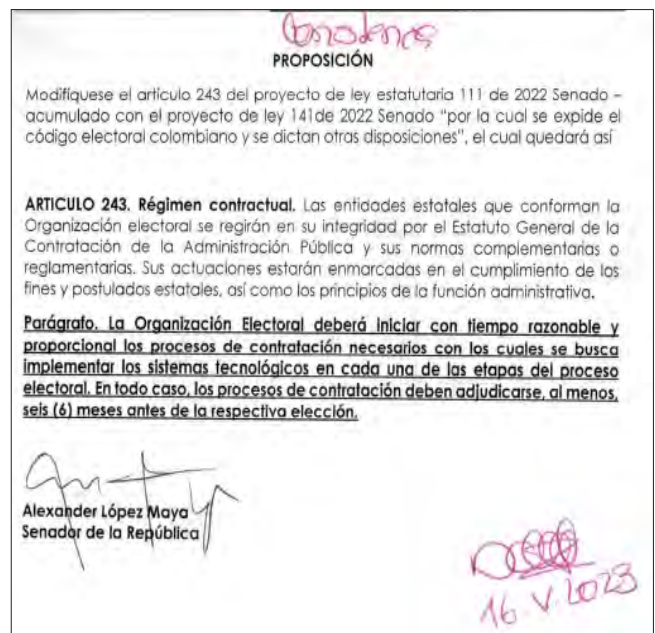 PROPOSICIÓN
Modifíquese el artículo 243 del proyecto de ley estatutaria 111 de 2022 Senado –
acumulado con el proyecto de ley 141de 2022 Senado “por la cual se expide el
código electoral colombiano y se dictan otras disposiciones”, el cual quedará así
ARTICULO 243. Régimen contractual. Las entidades estatales que conforman la
Organización electoral se regirán en su integridad por el Estatuto General de la
Contratación de la Administración Pública y sus normas complementarias o
reglamentarias. Sus actuaciones estarán enmarcadas en el cumplimiento de los
fines y postulados estatales, así como los principios de la función administrativa.
Parágrafo. La Organización Electoral deberá iniciar con tiempo razonable y
proporcional los procesos de contratación necesarios con los cuales se busca
implementar los sistemas tecnológicos en cada una de las etapas del proceso
electoral. En todo caso, los procesos de contratación deben adjudicarse, al menos,
seis (6) meses antes de la respectiva elección.
Alexander López Maya
Senador de la República
16 V 2023